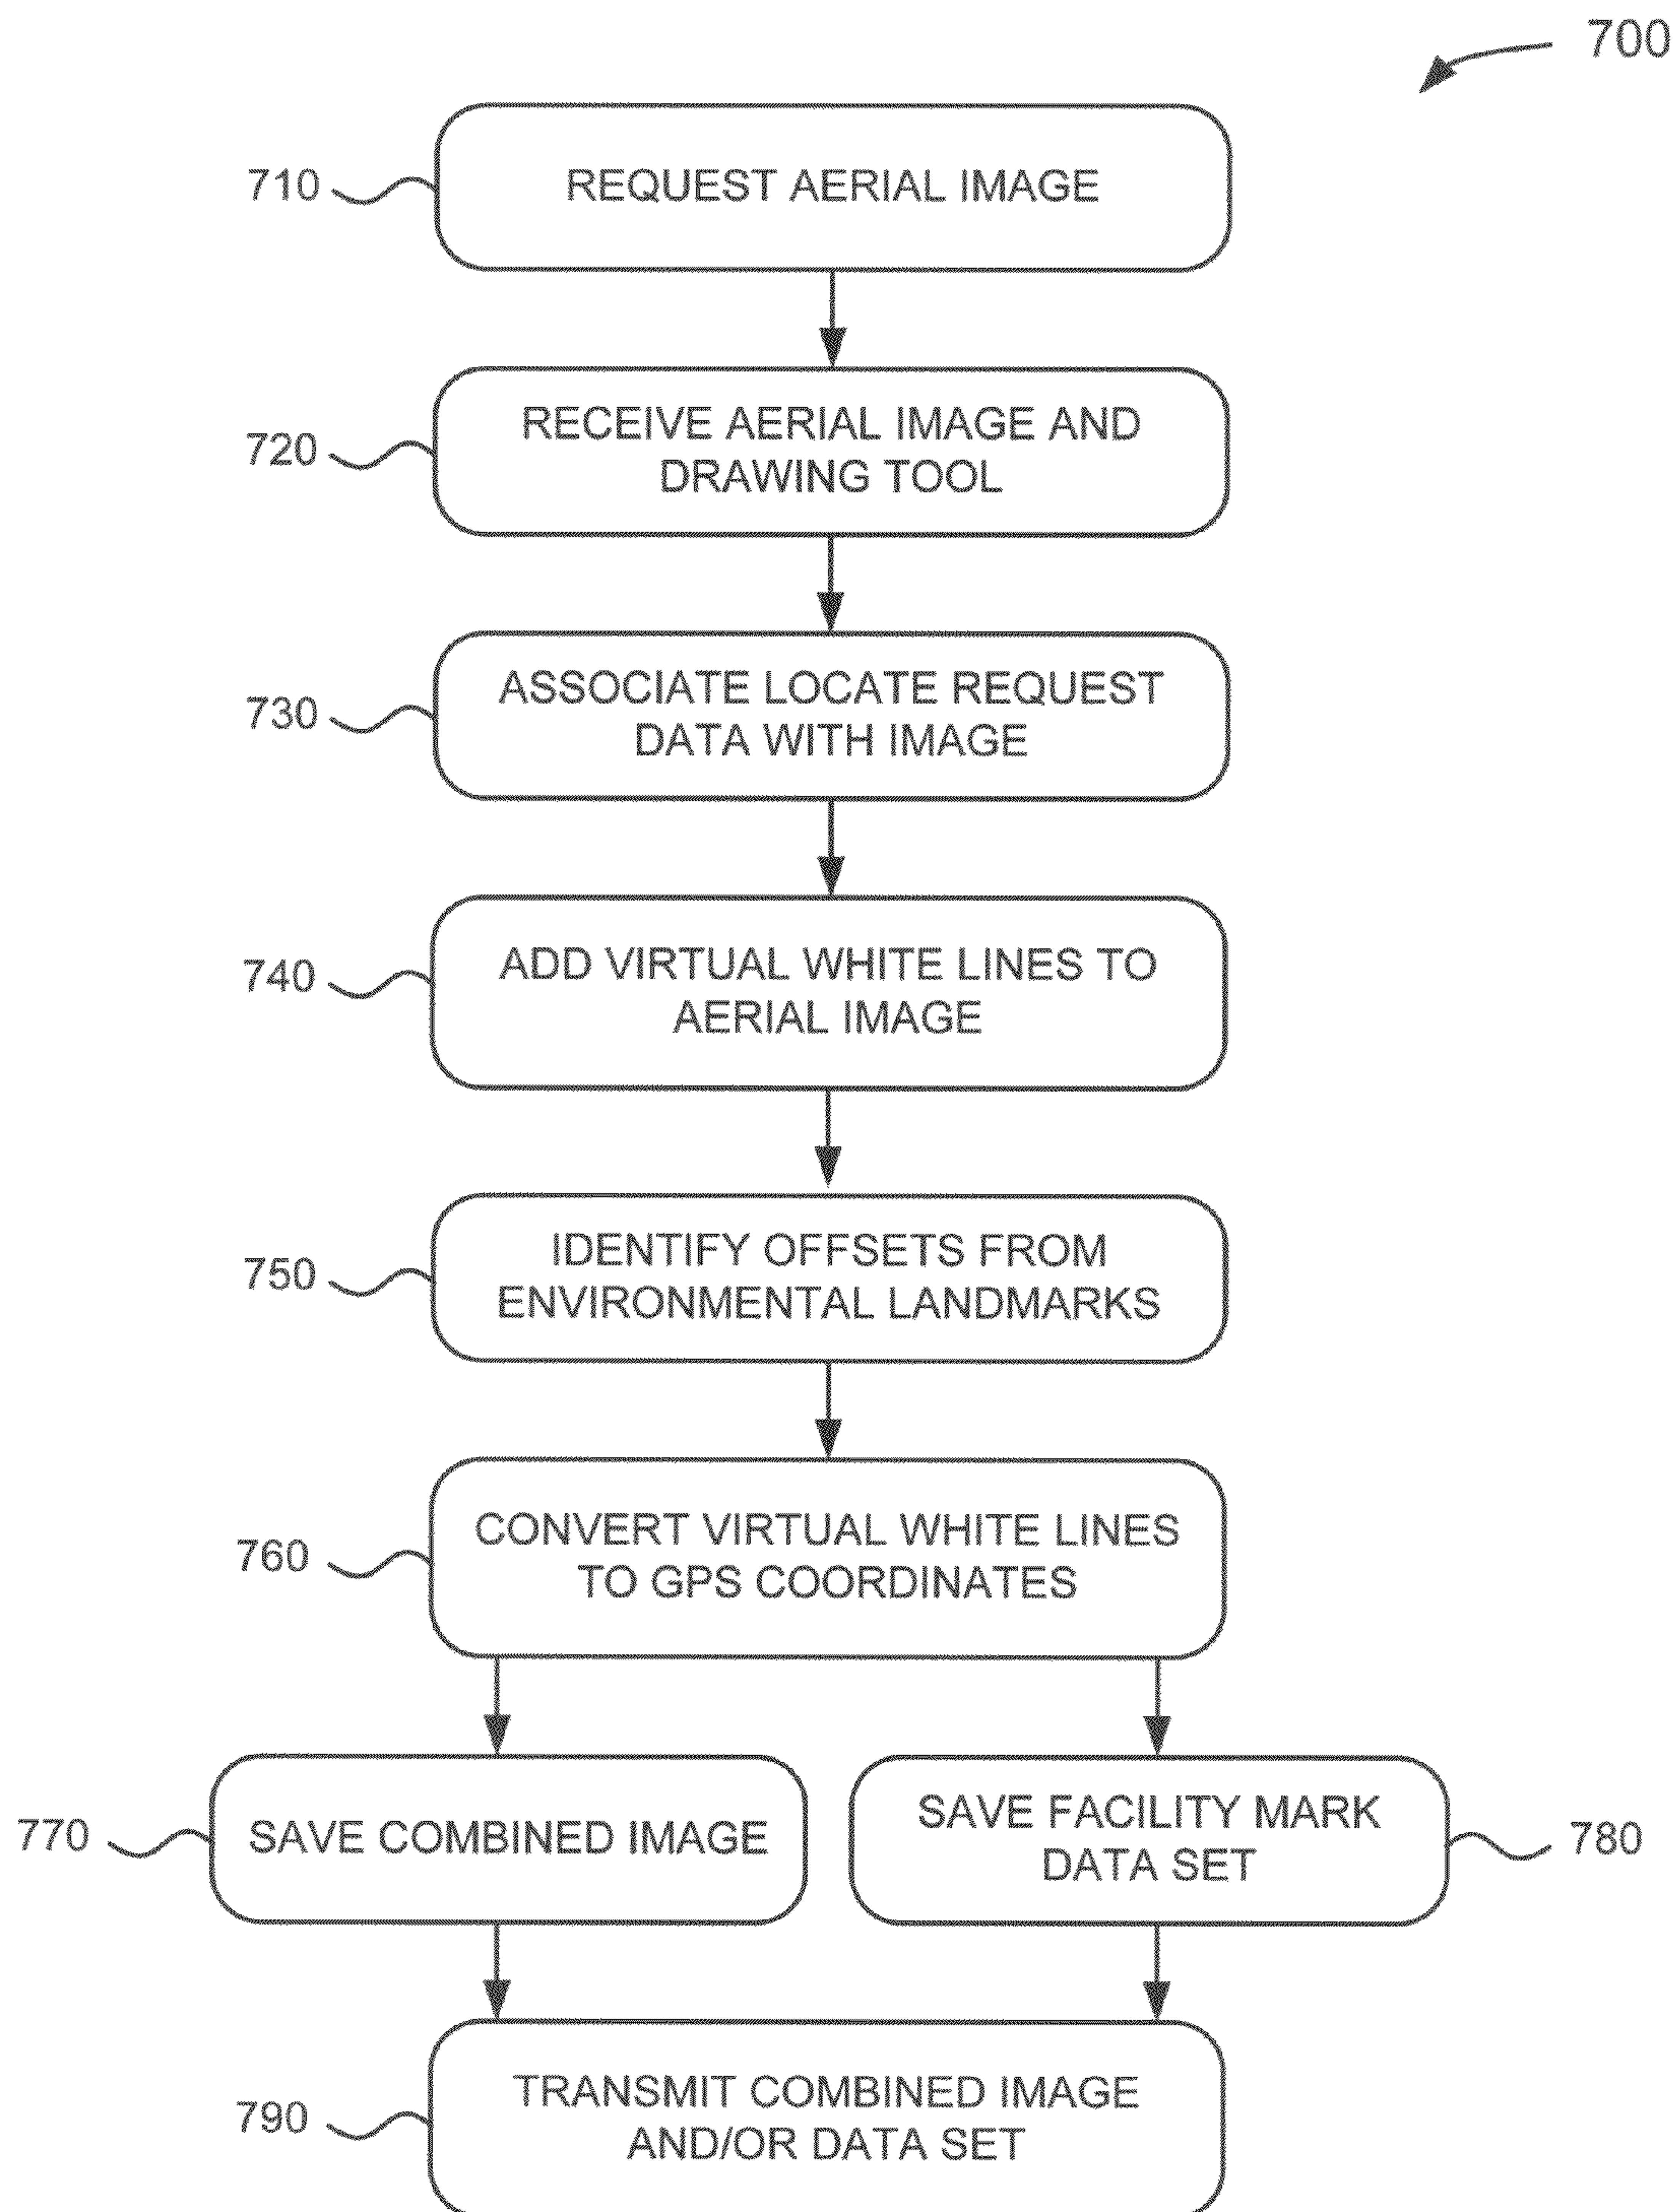 700
710
REQUEST AERIAL IMAGE
720
RECEIVE AERIAL IMAGE AND
DRAWING TOOL
730
ASSOCIATE LOCATE REQUEST
DATA WITH IMAGE
740
ADD VIRTUAL WHITE LINES TO
AERIAL IMAGE
750
IDENTIFY OFFSETS FROM
ENVIRONMENTAL LANDMARKS
760
CONVERT VIRTUAL WHITE LINES
TO GPS COORDINATES
770
SAVE COMBINED IMAGE
SAVE FACILITY MARK
DATA SET
780
790
TRANSMIT COMBINED IMAGE
AND/OR DATA SET